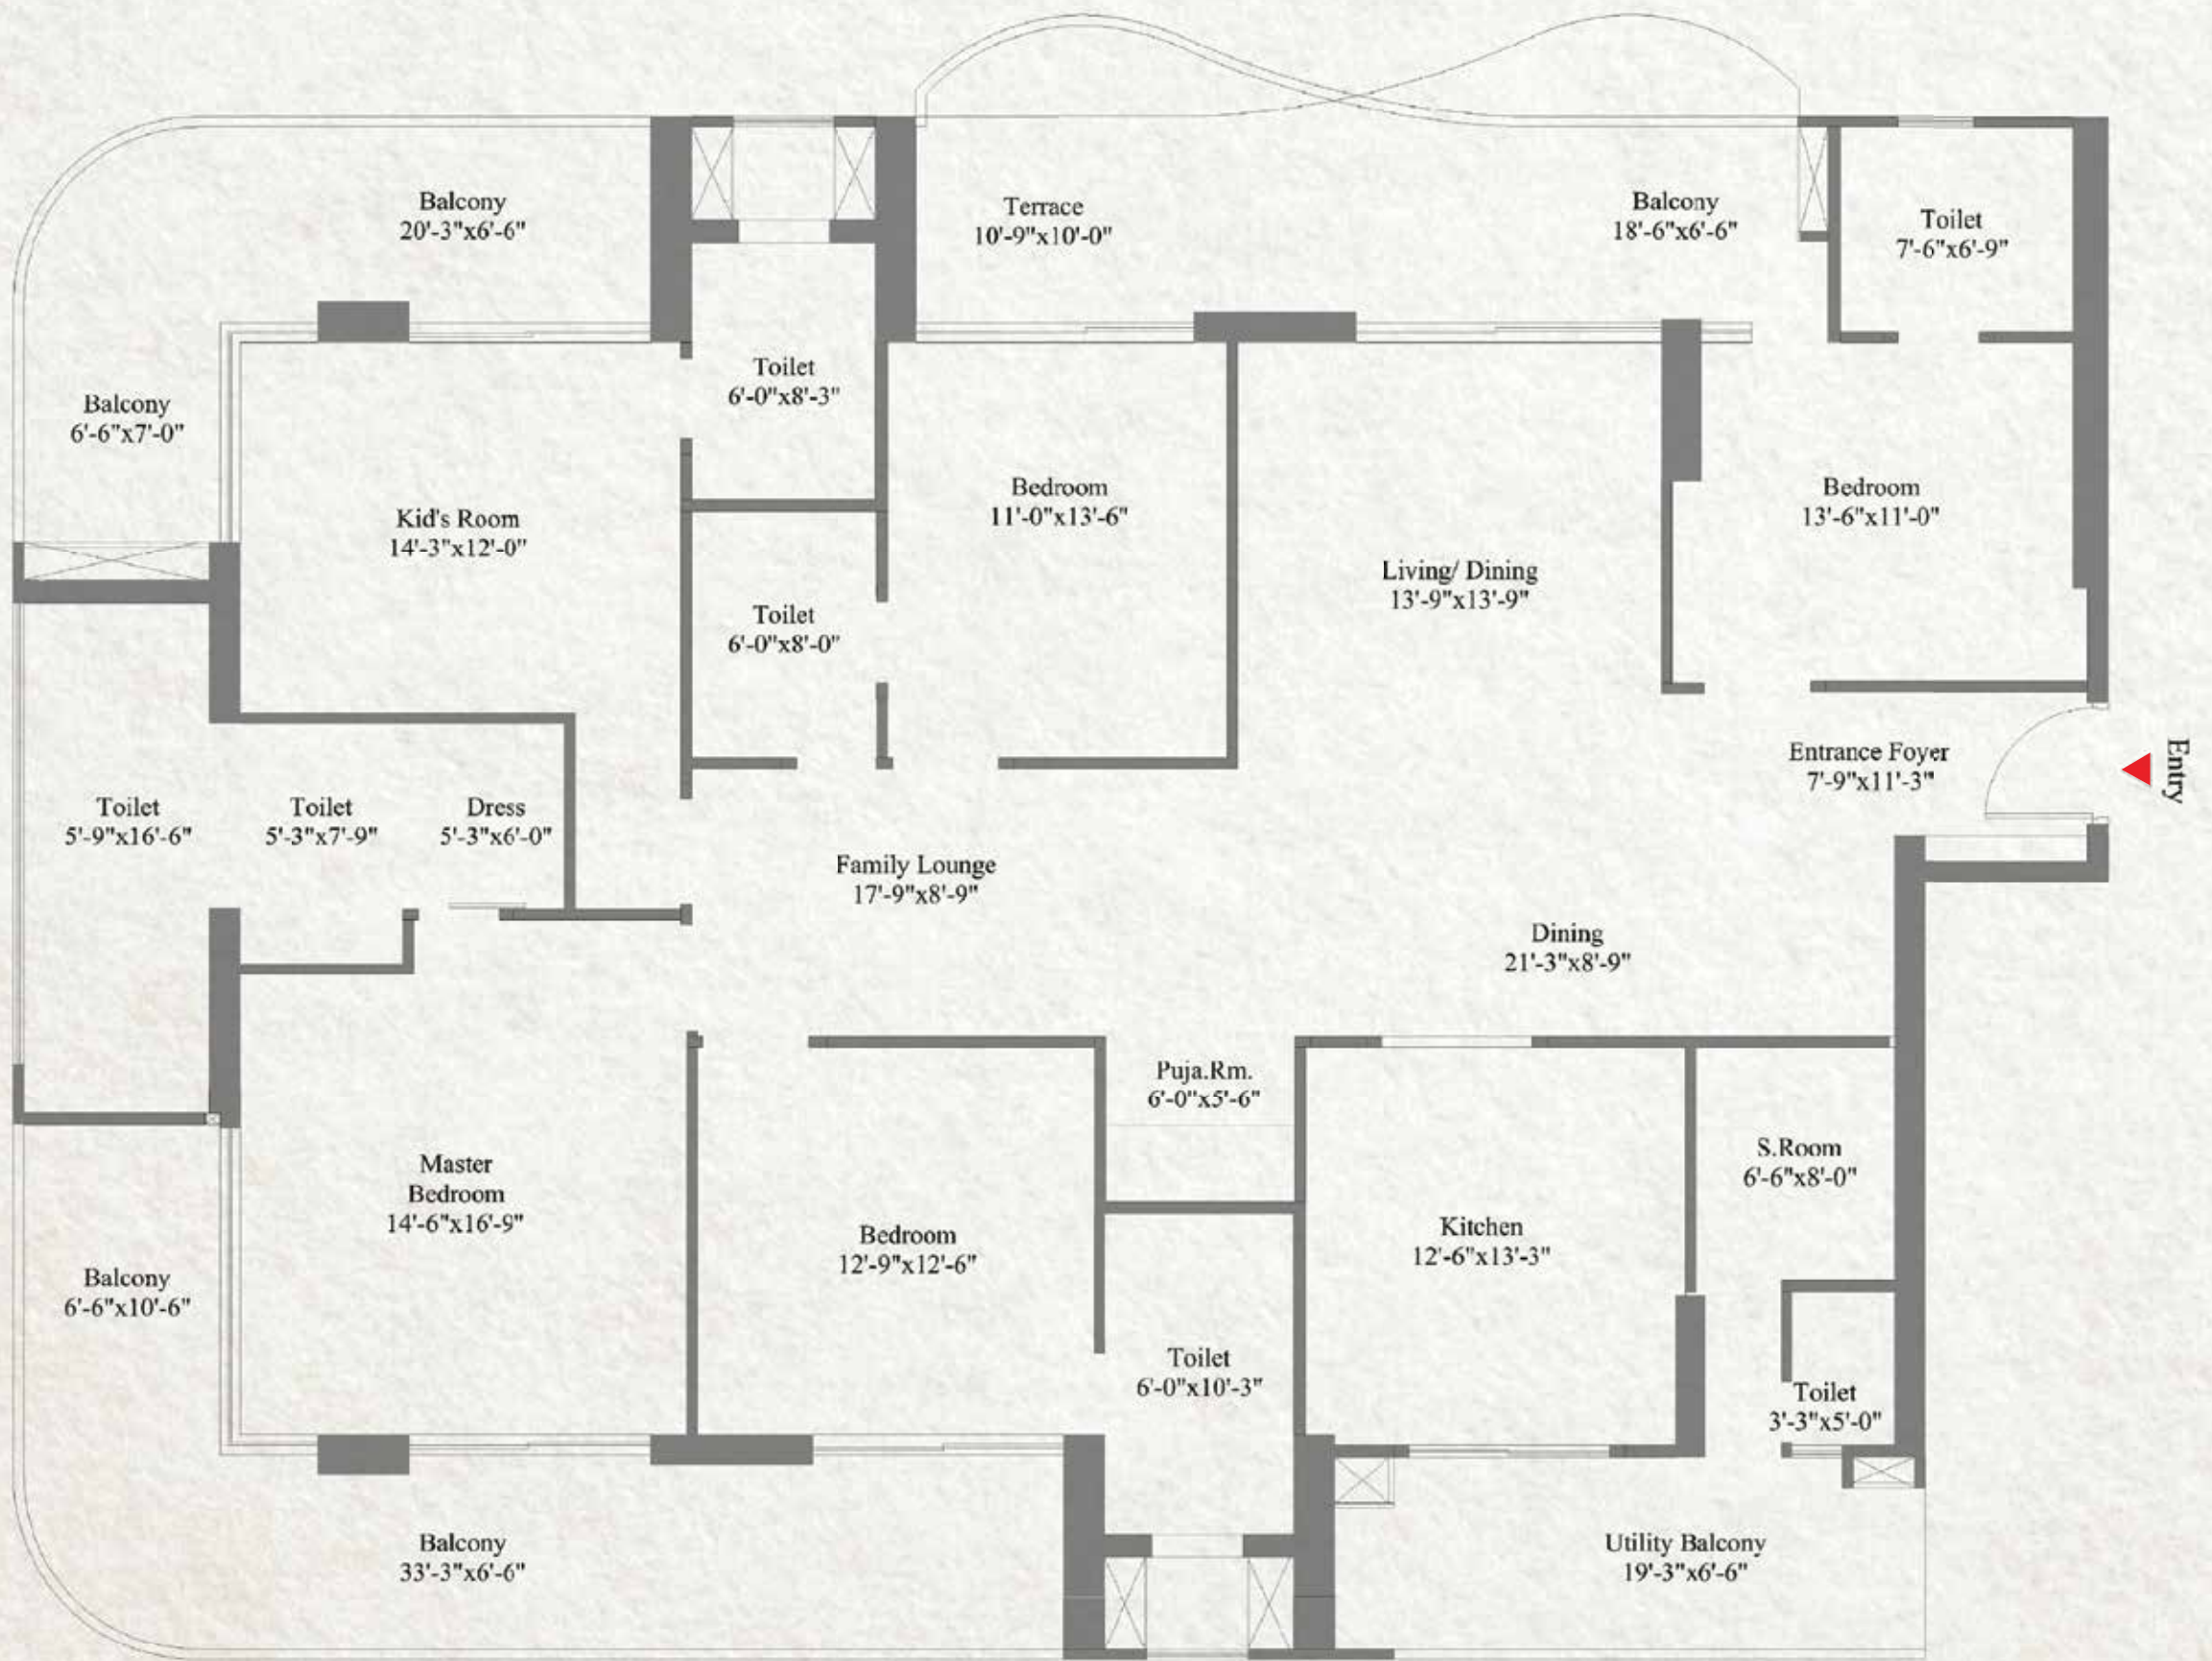 Balcony
20'-3"x6'-6"
Terrace
10'-9"x10'-0"
Balcony
18'-6"x6'-6"
Toilet
7'-6"x6'-9"
Toilet
6'-0"x8'-3"
Balcony
6'-6"x7'-0"
Kid's Room
14'-3"x12'-0"
Bedroom
11'-0"x13'-6"
Bedroom
13'-6"x11'-0"
Living/ Dining
13'-9"x13'-9"
Toilet
6'-0"x8'-0"
Entrance Foyer
7'-9"x11'-3"
Entry
Toilet
5'-9"x16'-6"
Toilet
5'-3"x7'-9"
Dress
5'-3"x6'-0"
Family Lounge
17'-9"x8'-9"
Dining
21'-3"x8'-9"
Puja.Rm.
6'-0"x5'-6"
S.Room
6'-6"x8'-0"
Master
Bedroom
14'-6"x16'-9"
Bedroom
12'-9"x12'-6"
Kitchen
12'-6"x13'-3"
Balcony
6'-6"x10'-6"
Toilet
6'-0"x10'-3"
Toilet
3'-3"x5'-0"
Balcony
33'-3"x6'-6"
Utility Balcony
19'-3"x6'-6"